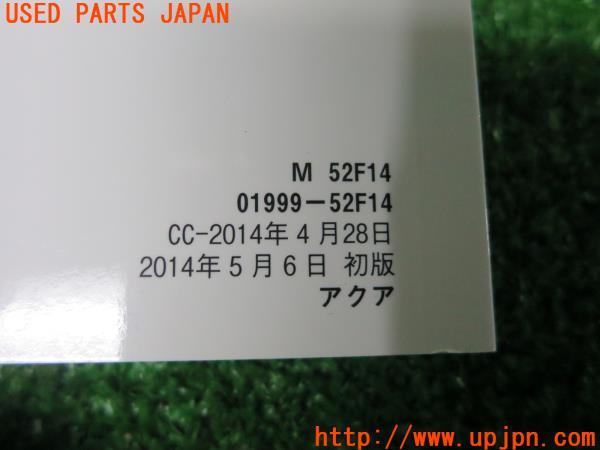 USED PARTS JAPAN
M 52F14
01999-52F14
CC-2014年4月28日
2014年5月6日 初版
アクア
http://www.upjpn.com/